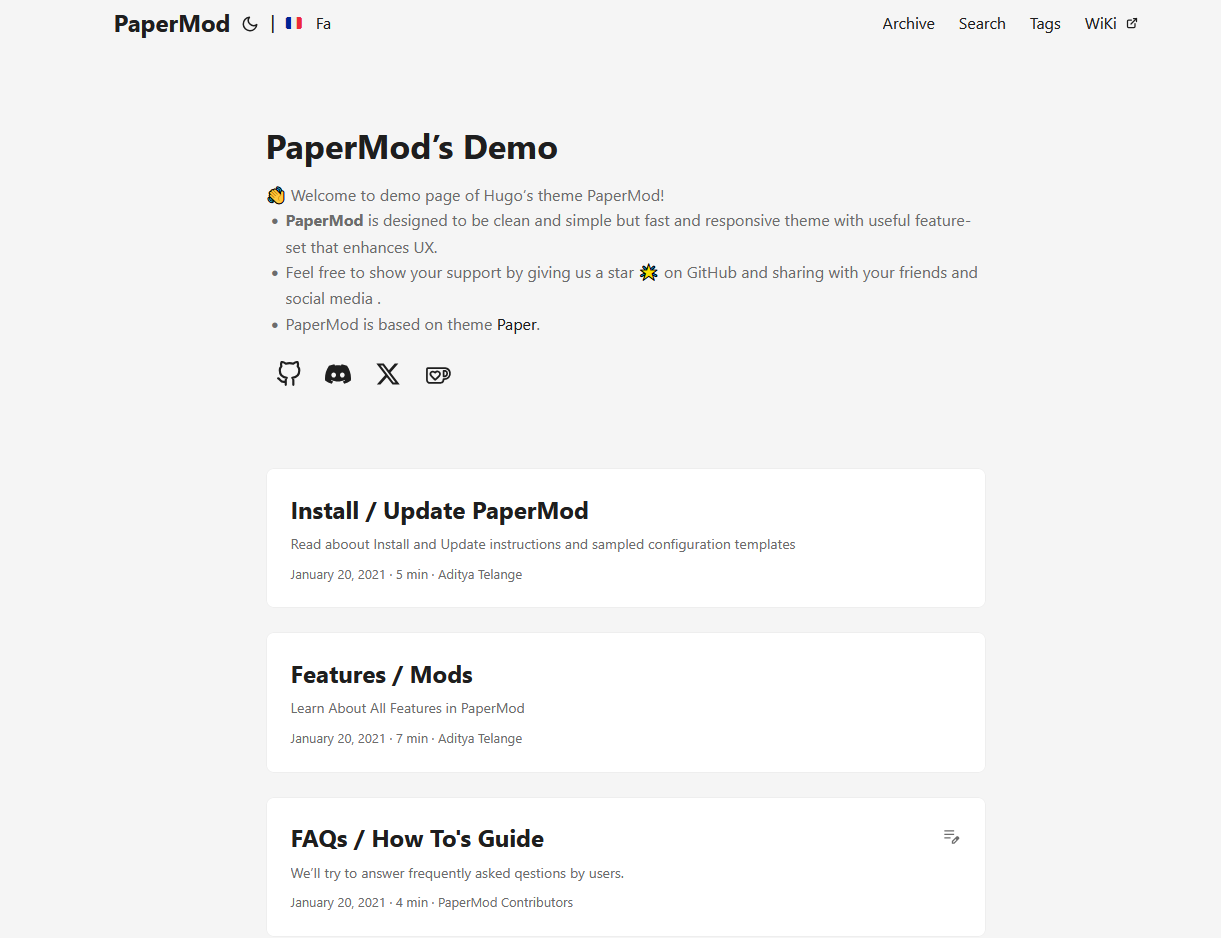 PaperMod | 🇫🇷 Fa
Archive Search Tags WiKi
PaperMod’s Demo
👋 Welcome to demo page of Hugo’s theme PaperMod!
• PaperMod is designed to be clean and simple but fast and responsive theme with useful feature-
set that enhances UX.
• Feel free to show your support by giving us a star 🌟 on GitHub and sharing with your friends and
social media .
• PaperMod is based on theme Paper.
Install / Update PaperMod
Read aboout Install and Update instructions and sampled configuration templates
January 20, 2021 · 5 min · Aditya Telange
Features / Mods
Learn About All Features in PaperMod
January 20, 2021 · 7 min · Aditya Telange
FAQs / How To's Guide
We’ll try to answer frequently asked qestions by users.
January 20, 2021 · 4 min · PaperMod Contributors